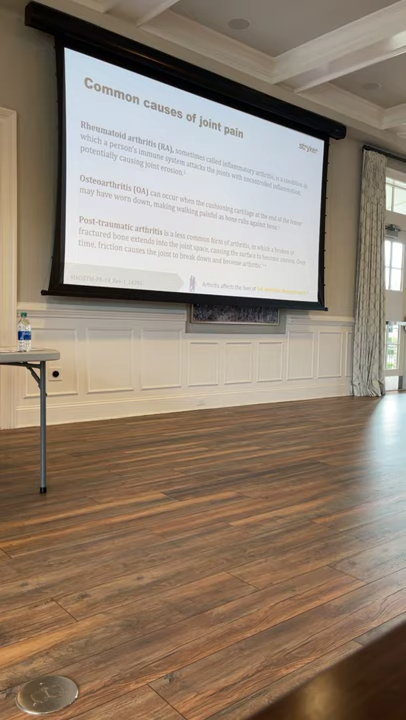 Common causes of joint pain
stryker
Rheumatoid arthritis (RA), sometimes called inflammatory arthritis, is a condition in
which a person's immune system attacks the joints with uncontrolled inflammation,
potentially causing joint erosion.
Osteoarthritis (OA) can occur when the cushioning cartilage at the end of the femur
may have worn down, making walking painful as bone rubs against bone.
Post-traumatic arthritis is a less common form of arthritis, in which a broken or
fractured bone extends into the joint space, causing the surface to become uneven. Over
time, friction causes the joint to break down and become arthritic.
Arthritis affects the lives of